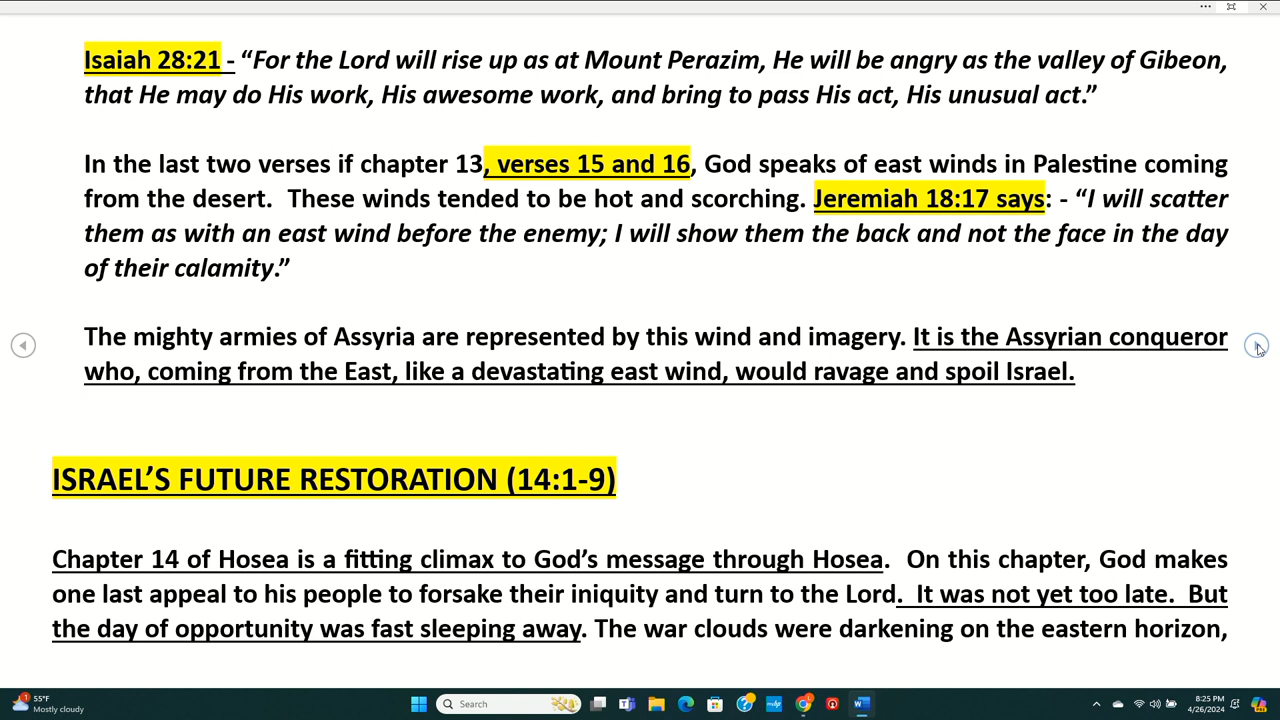 Isaiah 28:21 - “For the Lord will rise up as at Mount Perazim, He will be angry as the valley of Gibeon,
that He may do His work, His awesome work, and bring to pass His act, His unusual act.”
In the last two verses if chapter 13, verses 15 and 16, God speaks of east winds in Palestine coming
from the desert.  These winds tended to be hot and scorching. Jeremiah 18:17 says: - “I will scatter
them as with an east wind before the enemy; I will show them the back and not the face in the day
of their calamity.”
The mighty armies of Assyria are represented by this wind and imagery. It is the Assyrian conqueror
who, coming from the East, like a devastating east wind, would ravage and spoil Israel.
ISRAEL’S FUTURE RESTORATION (14:1-9)
Chapter 14 of Hosea is a fitting climax to God’s message through Hosea.  On this chapter, God makes
one last appeal to his people to forsake their iniquity and turn to the Lord.  It was not yet too late.  But
the day of opportunity was fast sleeping away. The war clouds were darkening on the eastern horizon,
1
55°F
Mostly cloudy
Search
8:25 PM
4/26/2024